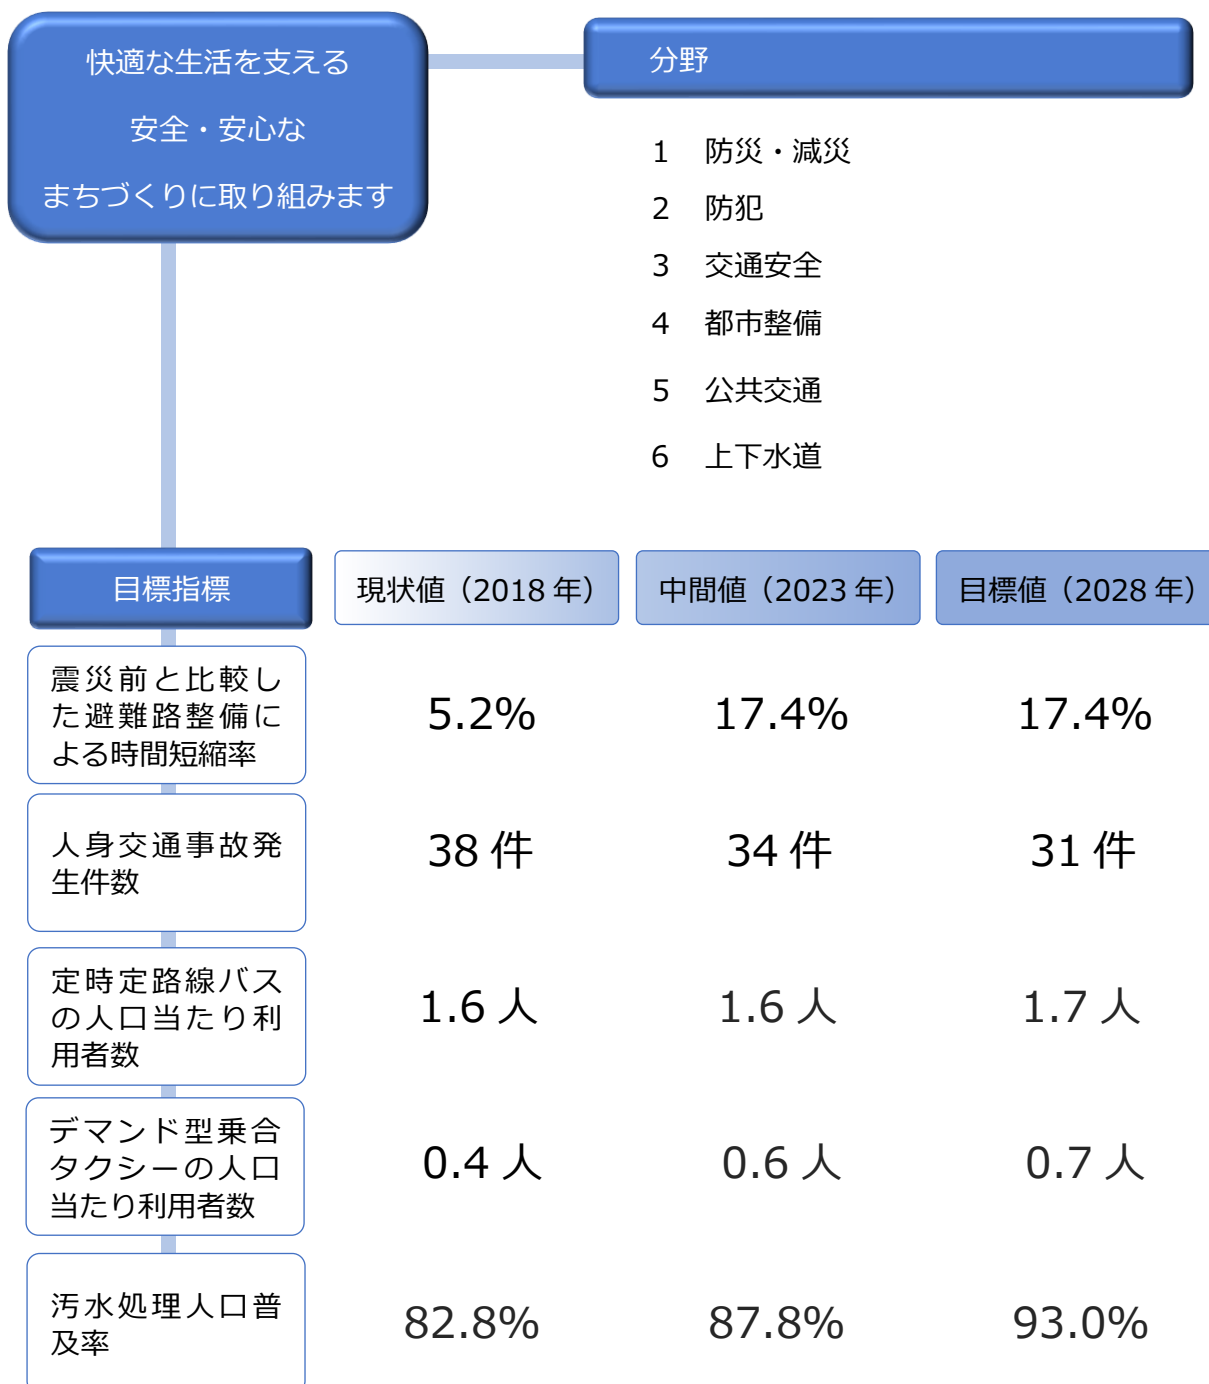 快適な生活を支える
安全・安心な
まちづくりに取り組みます
分野
1 防災・減災
2 防犯
3 交通安全
4 都市整備
5 公共交通
6 上下水道
目標指標 現状値（2018 年） 中間値（2023 年） 目標値（2028 年）
震災前と比較し
た避難路整備に
よる時間短縮率
5.2% 17.4% 17.4%
人身交通事故発
生件数
38 件 34 件 31 件
定時定路線バス
の人口当たり利
用者数
1.6 人 1.6 人 1.7 人
デマンド型乗合
タクシーの人口
当たり利用者数
0.4 人 0.6 人 0.7 人
汚水処理人口普
及率
82.8% 87.8% 93.0%